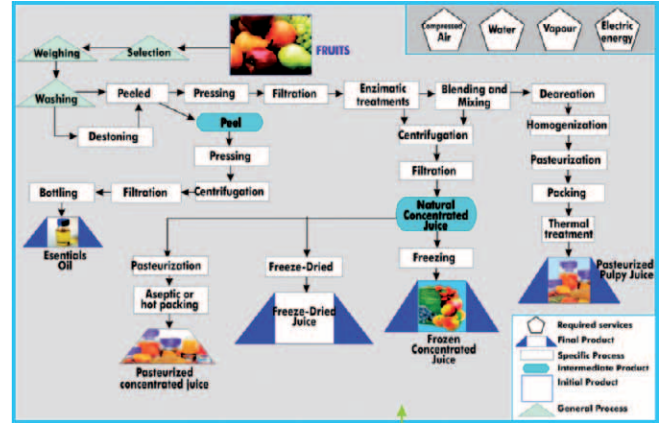 Compressed
Air
Water
Vapour
Electric
energy
FRUITS
Selection
Weighing
Washing
Peeled
Pressing
Filtration
Enzimatic
treatments
Blending and
Mixing
Deareation
Destoning
Peel
Centrifugation
Homogenization
Pressing
Filtration
Pasteurization
Bottling
Filtration
Centrifugation
Packing
Natural
Concentrated
Juice
Thermal
treatment
Esentials
Oil
Pasteurization
Freeze-Dried
Freezing
Pasteurized
Pulpy Juice
Aseptic or
hot packing
Freeze-Dried
Juice
Frozen
Concentrated
Juice
Pasteurized
concentrated juice
Required services
Final Product
Specific Process
Intermediate Product
Initial Product
General Process